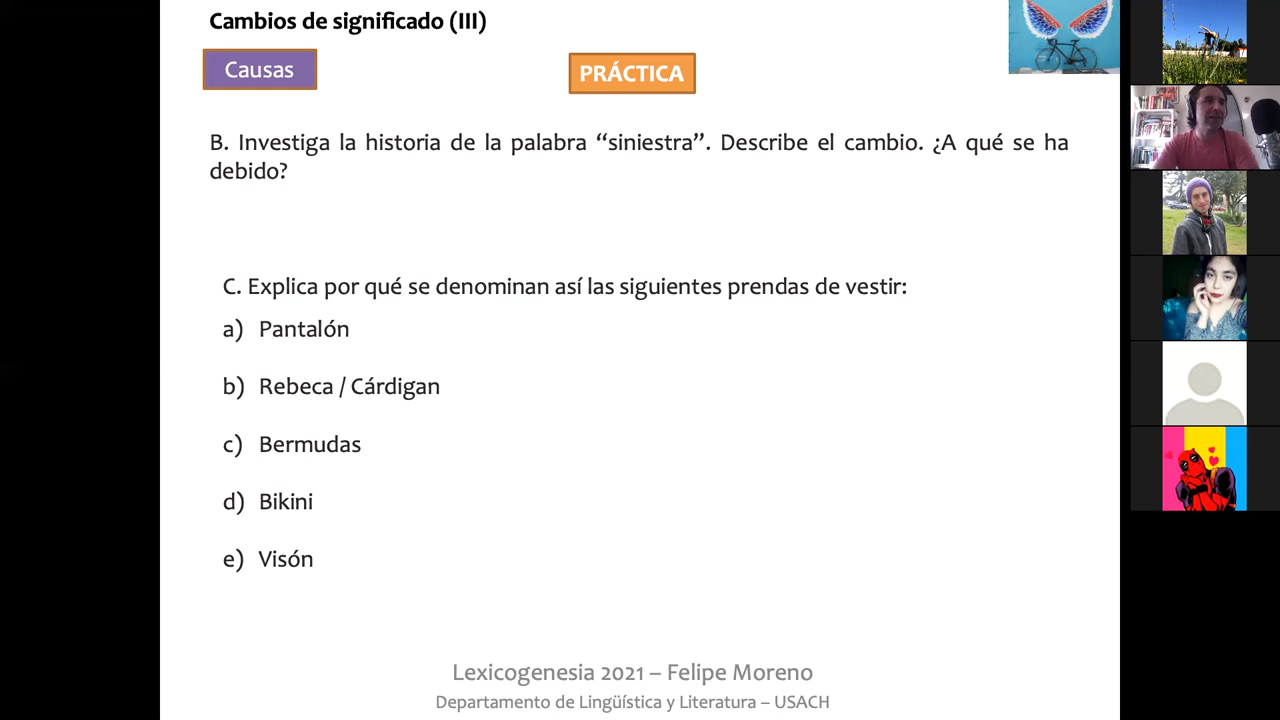 Cambios de significado (III)
Causas
PRÁCTICA
B. Investiga la historia de la palabra “siniestra”. Describe el cambio. ¿A qué se ha
debido?
C. Explica por qué se denominan así las siguientes prendas de vestir:
a) Pantalón
b) Rebeca / Cárdigan
c) Bermudas
d) Bikini
e) Visón
Lexicogenesia 2021 – Felipe Moreno
Departamento de Lingüística y Literatura – USACH